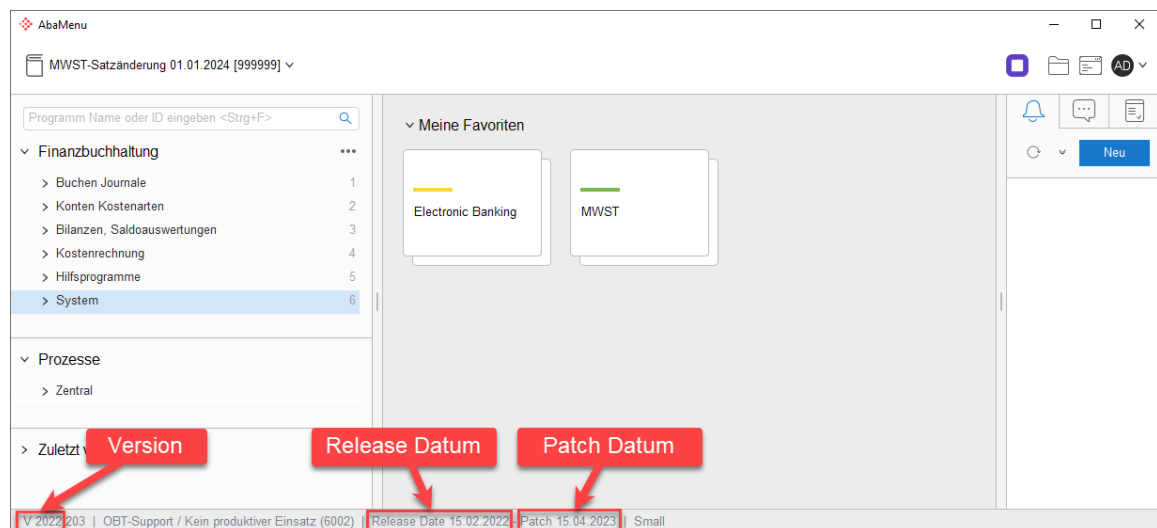 AbaMenu
MWST-Satzänderung 01.01.2024 [999999]
AD
Programm Name oder ID eingeben <Strg+F>
Finanzbuchhaltung
Buchen Journale 1
Konten Kostenarten 2
Bilanzen, Saldoauswertungen 3
Kostenrechnung 4
Hilfsprogramme 5
System 6
Prozesse
Zentral
Zuletzt
Meine Favoriten
Electronic Banking
MWST
Neu
Version
Release Datum
Patch Datum
V 2022.203 | OBT-Support / Kein produktiver Einsatz (6002) | Release Date 15.02.2022 - Patch 15.04.2023 | Small